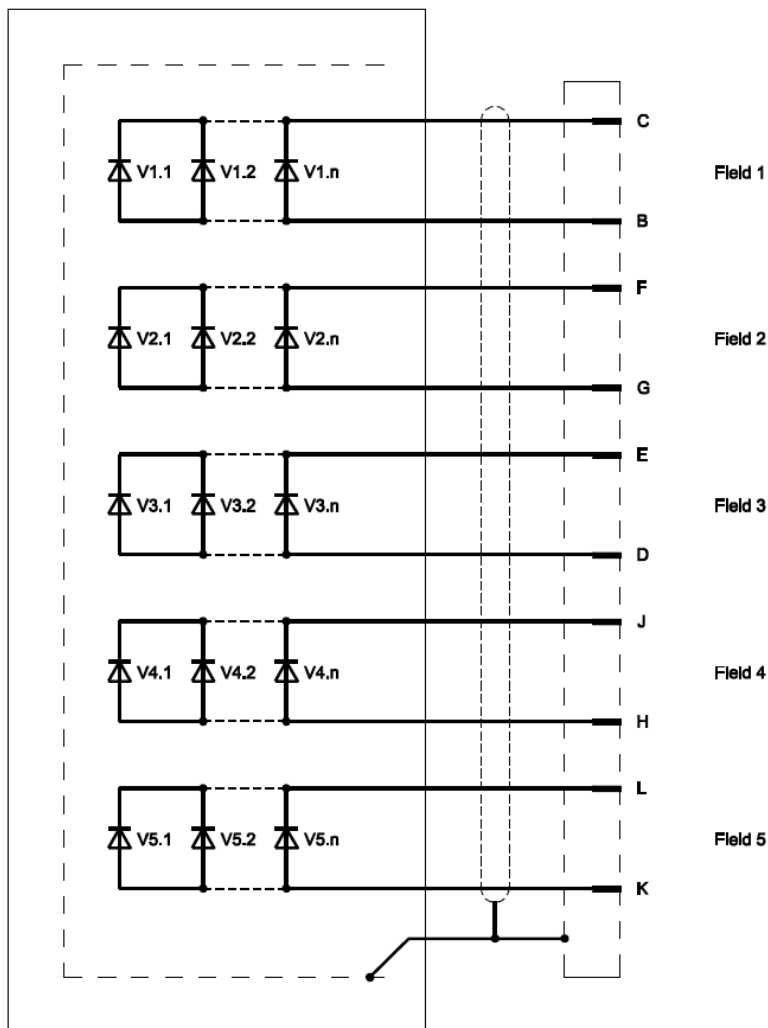 C
V1.1 V1.2 V1.n Field 1
B
F
V2.1 V2.2 V2.n Field 2
G
E
V3.1 V3.2 V3.n Field 3
D
J
V4.1 V4.2 V4.n Field 4
H
L
V5.1 V5.2 V5.n Field 5
K